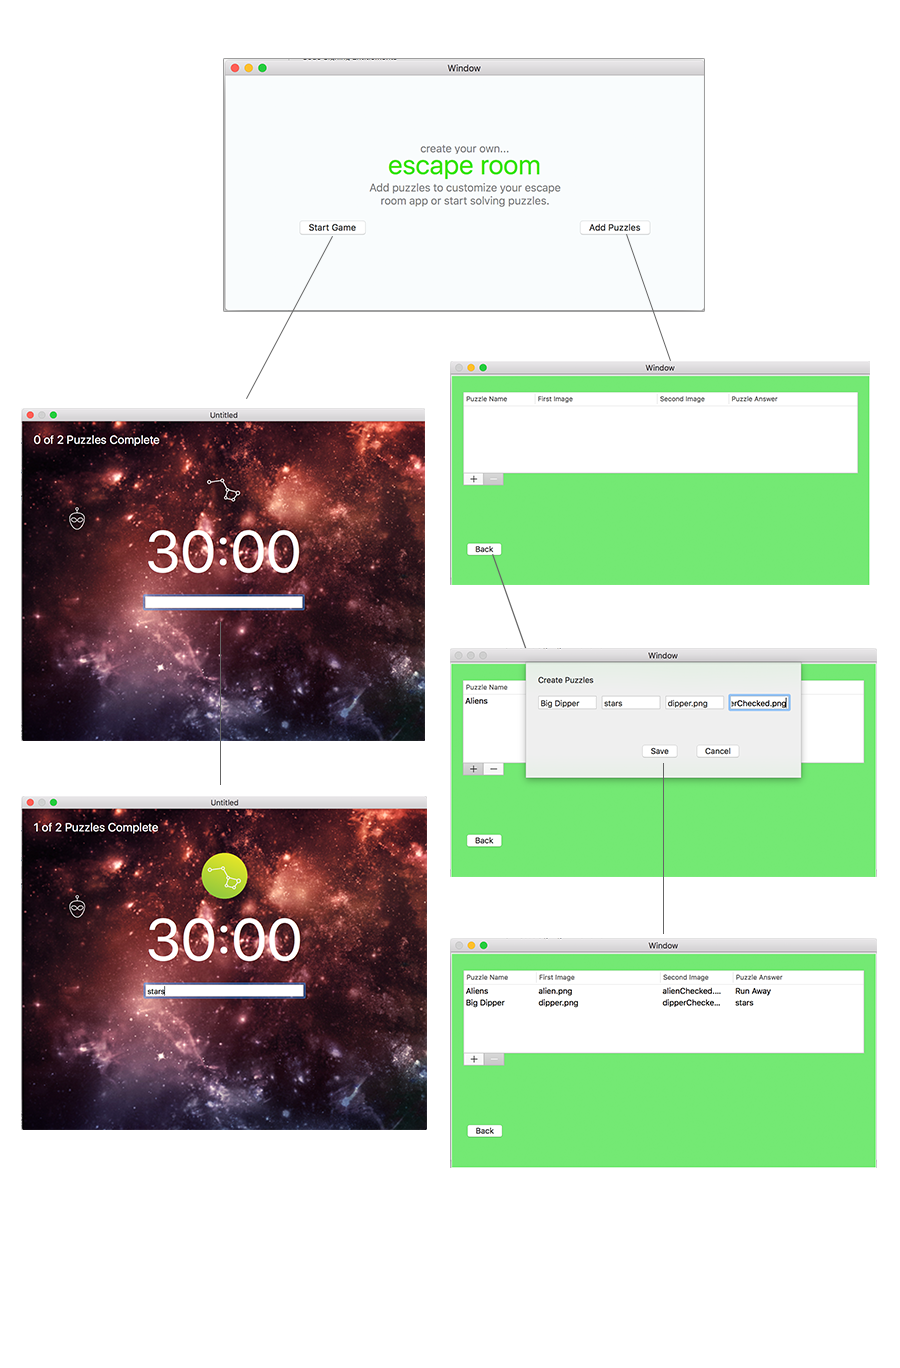 Window
create your own...
escape room
Add puzzles to customize your escape
room app or start solving puzzles.
Start Game
Add Puzzles
Untitled
0 of 2 Puzzles Complete
30:00
Untitled
1 of 2 Puzzles Complete
30:00
stars
Window
Puzzle Name First Image Second Image Puzzle Answer
+ −
Back
Window
Create Puzzles
Puzzle Name
Aliens
Big Dipper stars dipper.png erChecked.png
Save Cancel
+ −
Back
Window
Puzzle Name First Image Second Image Puzzle Answer
Aliens alien.png alienChecked.... Run Away
Big Dipper dipper.png dipperChecke... stars
+ −
Back